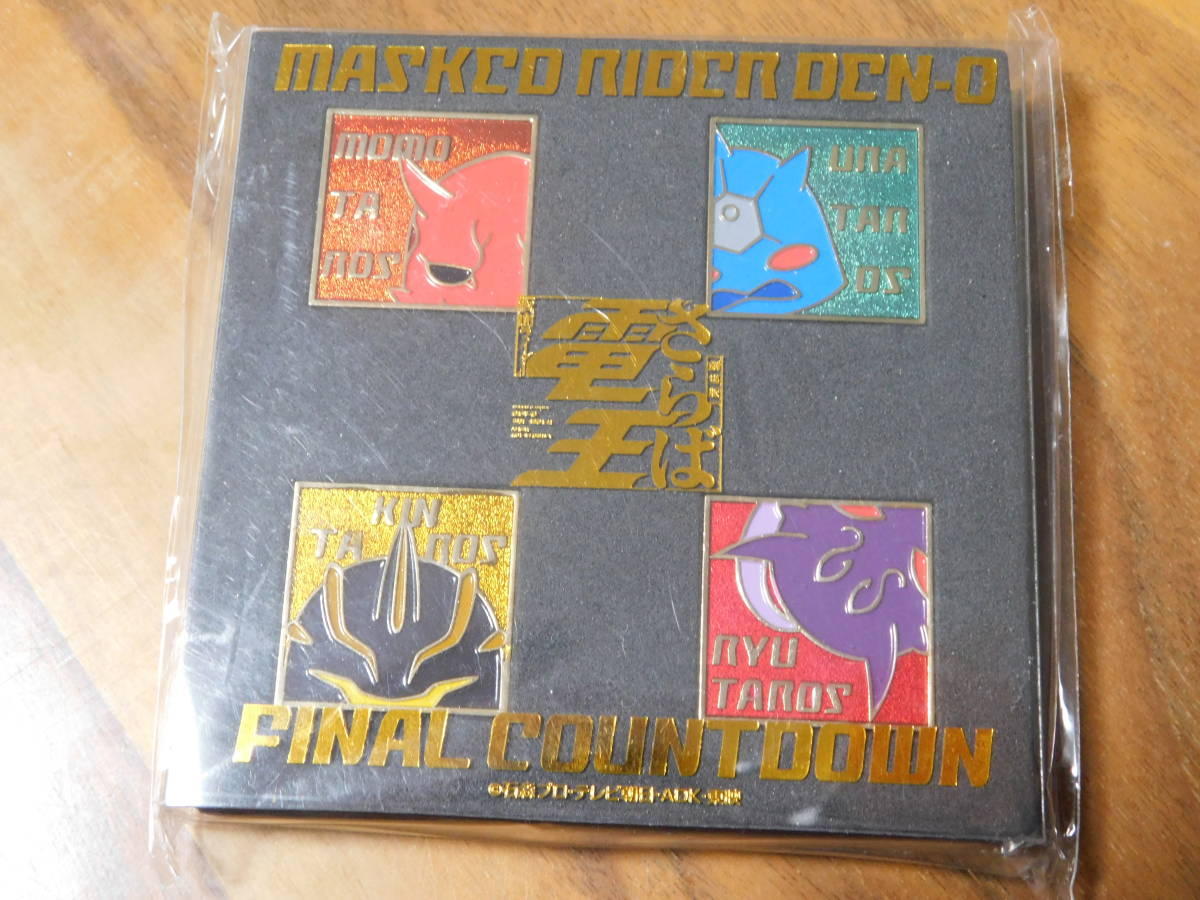 MASKED RIDER DEN-O
MOMO
TA
ROS
URA
TAR
OS
さらば
電王
KIN
TA ROS
RYU
TAROS
FINAL COUNTDOWN
©石森プロ・テレビ朝日・ADK・東映